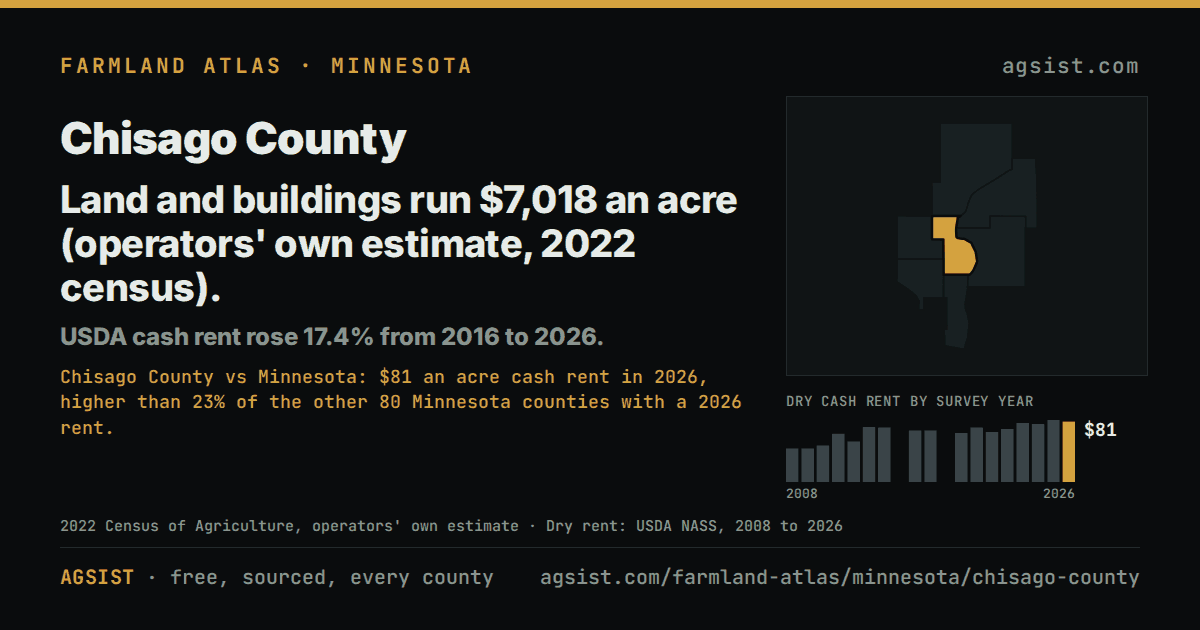 FARMLAND ATLAS · MINNESOTA
agsist.com
Chisago County
Land and buildings run $7,018 an acre
(operators' own estimate, 2022
census).
USDA cash rent rose 17.4% from 2016 to 2026.
Chisago County vs Minnesota: $81 an acre cash rent in 2026,
higher than 23% of the other 80 Minnesota counties with a 2026
rent.
DRY CASH RENT BY SURVEY YEAR
$81
2008
2026
2022 Census of Agriculture, operators' own estimate · Dry rent: USDA NASS, 2008 to 2026
AGSIST · free, sourced, every county
agsist.com/farmland-atlas/minnesota/chisago-county